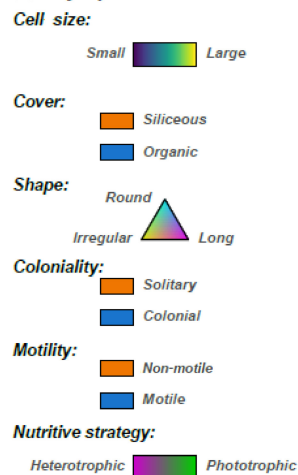 Cell size:
Small Large
Cover:
Siliceous
Organic
Shape:
Round
Irregular Long
Coloniality:
Solitary
Colonial
Motility:
Non-motile
Motile
Nutritive strategy:
Heterotrophic Phototrophic